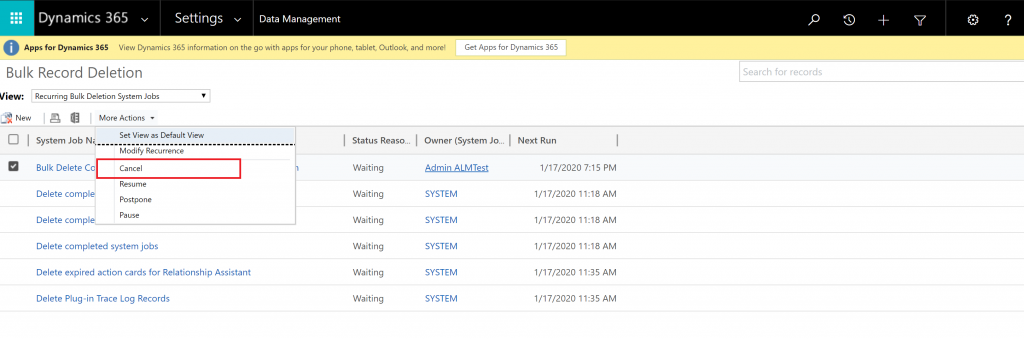 Dynamics 365 Settings Data Management ?
Apps for Dynamics 365 View Dynamics 365 information on the go with apps for your phone, tablet, Outlook, and more! Get Apps for Dynamics 365
Bulk Record Deletion
Search for records
View: Recurring Bulk Deletion System Jobs
New More Actions
System Job Na Status Reaso... Owner (System Jo... Next Run
Set View as Default View
Modify Recurrence
Cancel
Resume
Postpone
Pause
Bulk Delete Co n Waiting Admin ALMTest 1/17/2020 7:15 PM
Delete comple Waiting SYSTEM 1/17/2020 11:18 AM
Delete comple Waiting SYSTEM 1/17/2020 11:18 AM
Delete completed system jobs Waiting SYSTEM 1/17/2020 11:18 AM
Delete expired action cards for Relationship Assistant Waiting SYSTEM 1/17/2020 11:35 AM
Delete Plug-in Trace Log Records Waiting SYSTEM 1/17/2020 11:35 AM